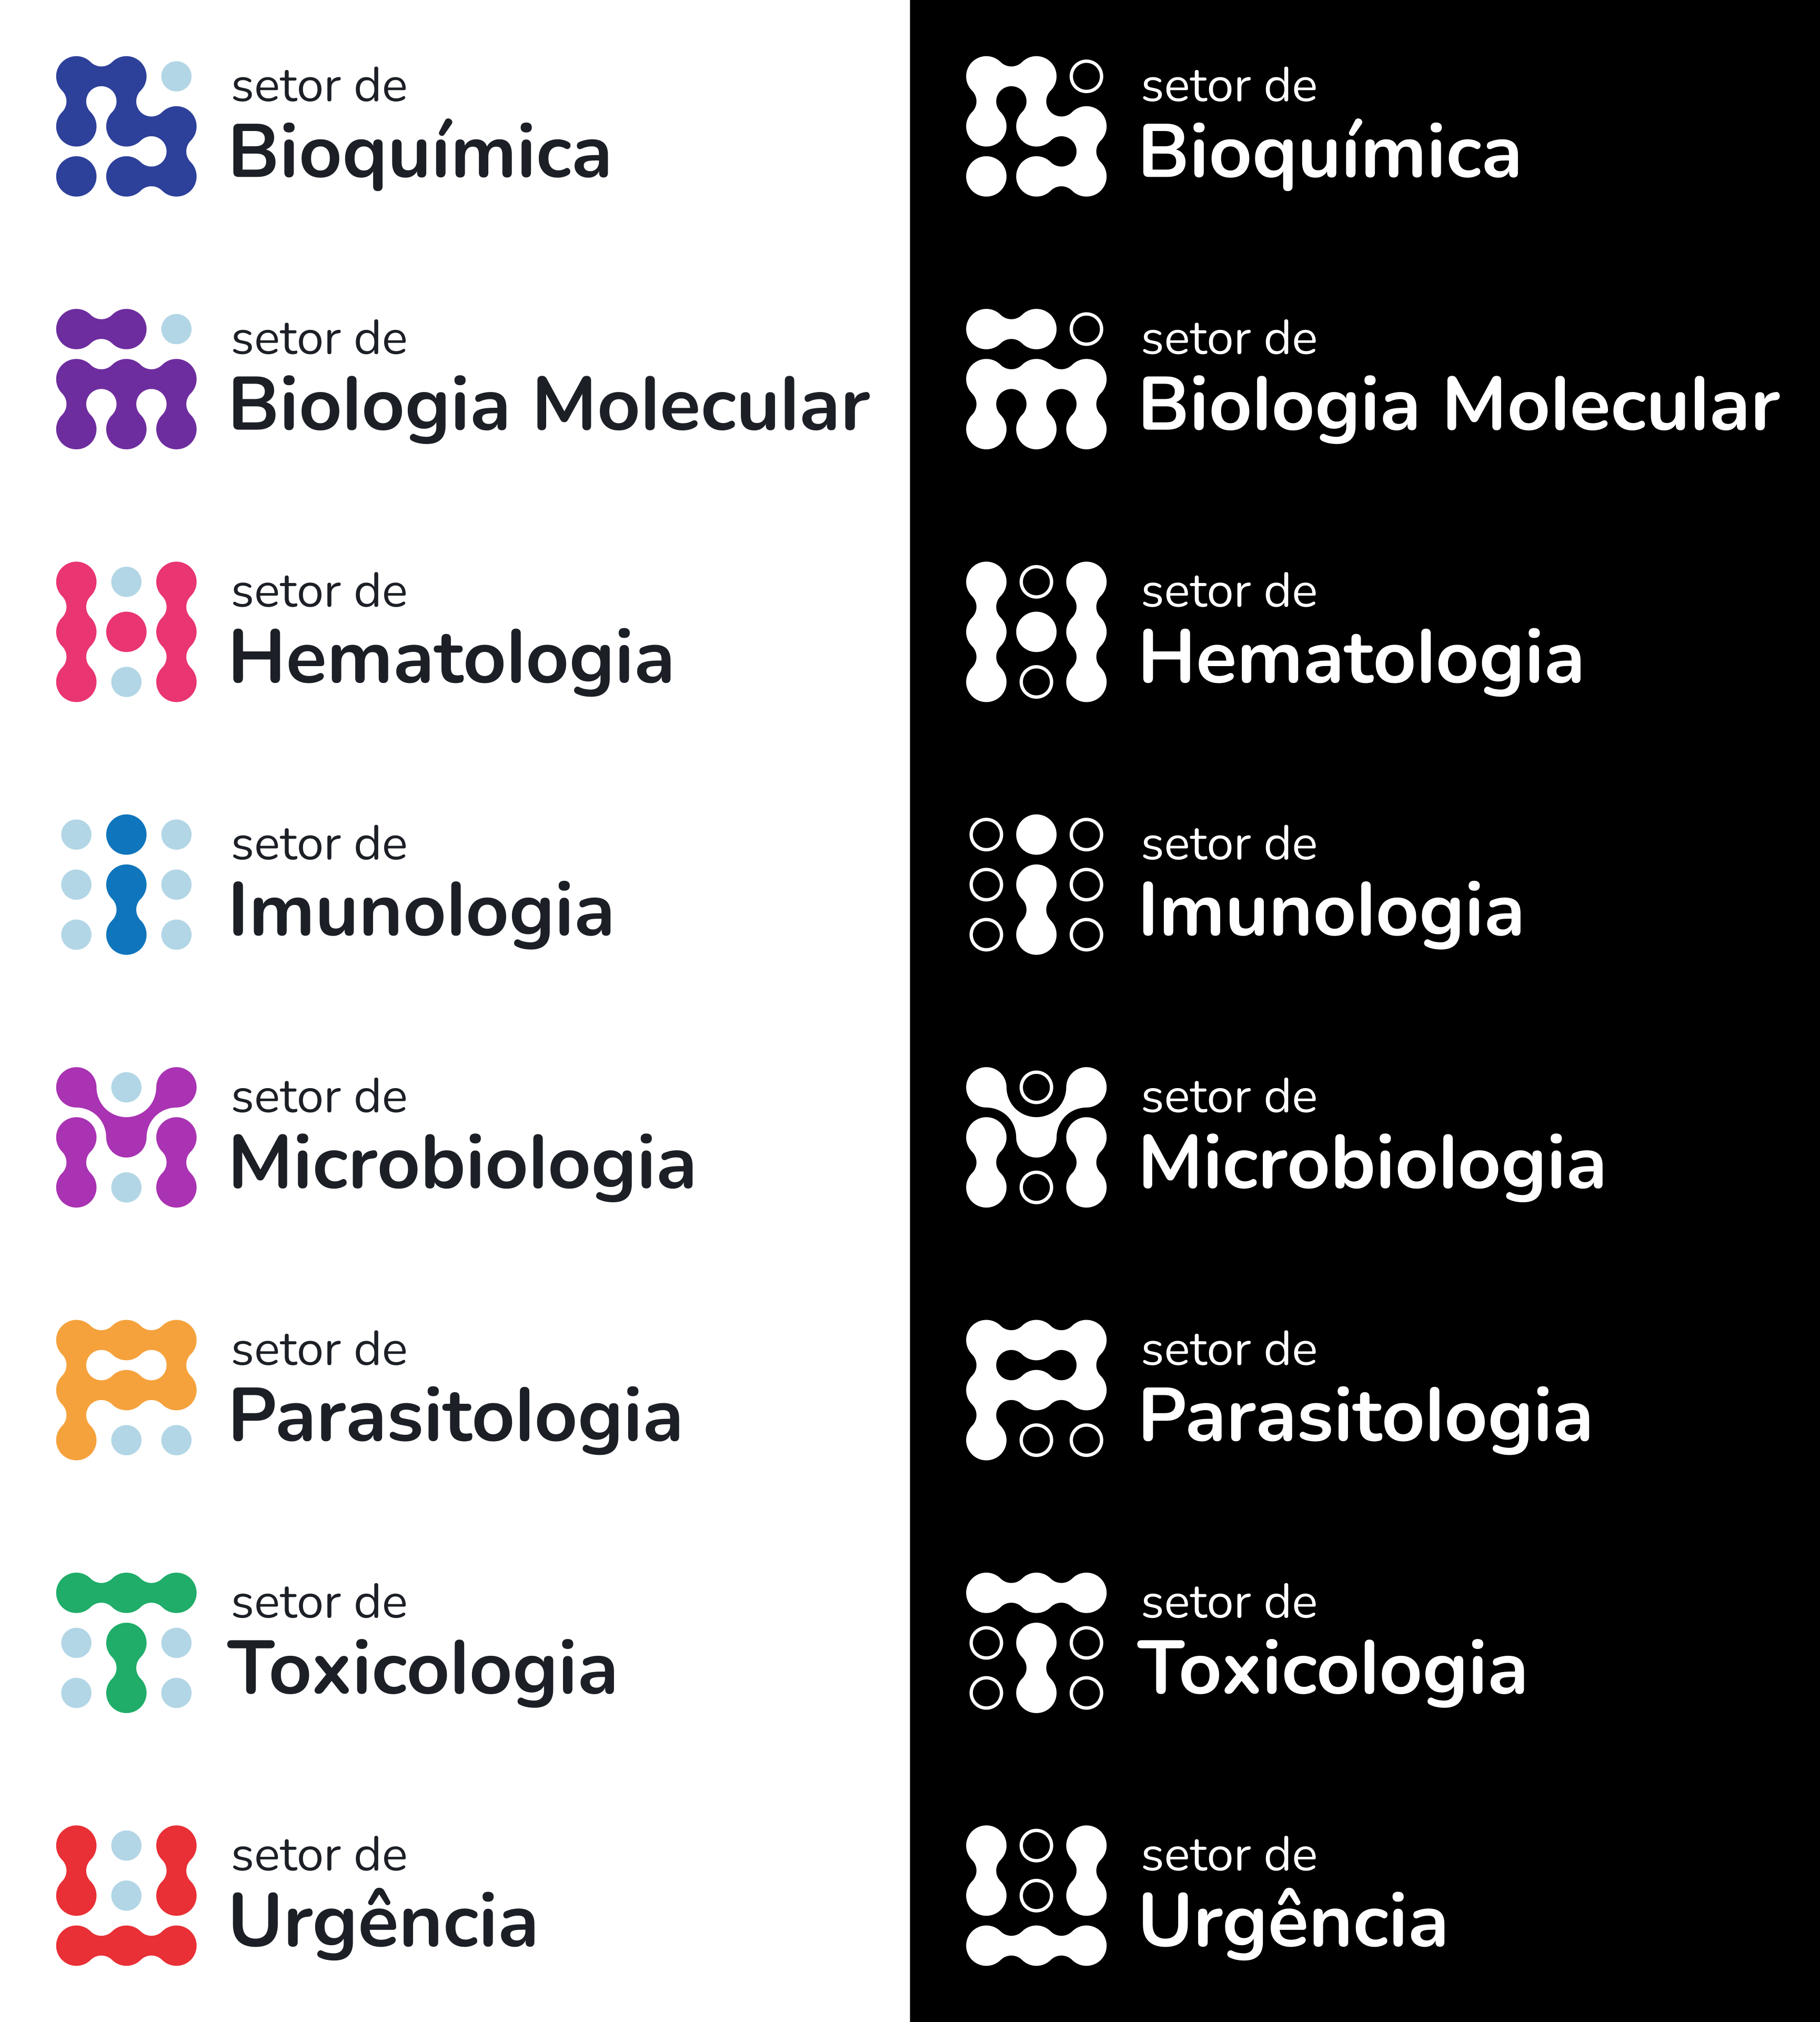 setor de
Bioquímica
setor de
Biologia Molecular
setor de
Hematologia
setor de
Imunologia
setor de
Microbiologia
setor de
Parasitologia
setor de
Toxicologia
setor de
Urgência
setor de
Bioquímica
setor de
Biologia Molecular
setor de
Hematologia
setor de
Imunologia
setor de
Microbiologia
setor de
Parasitologia
setor de
Toxicologia
setor de
Urgência